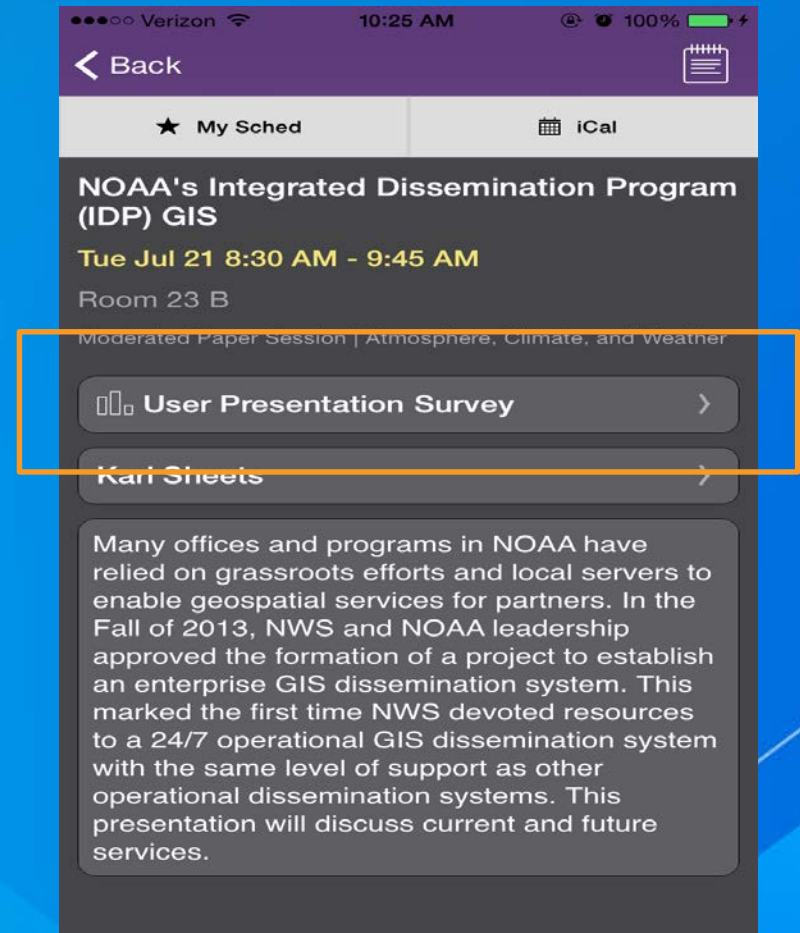 Verizon 10:25 AM 100%
Back
My Sched iCal
NOAA's Integrated Dissemination Program
(IDP) GIS
Tue Jul 21 8:30 AM - 9:45 AM
Room 23 B
Moderated Paper Session | Atmosphere, Climate, and Weather
User Presentation Survey
Karl Sheets
Many offices and programs in NOAA have
relied on grassroots efforts and local servers to
enable geospatial services for partners. In the
Fall of 2013, NWS and NOAA leadership
approved the formation of a project to establish
an enterprise GIS dissemination system. This
marked the first time NWS devoted resources
to a 24/7 operational GIS dissemination system
with the same level of support as other
operational dissemination systems. This
presentation will discuss current and future
services.